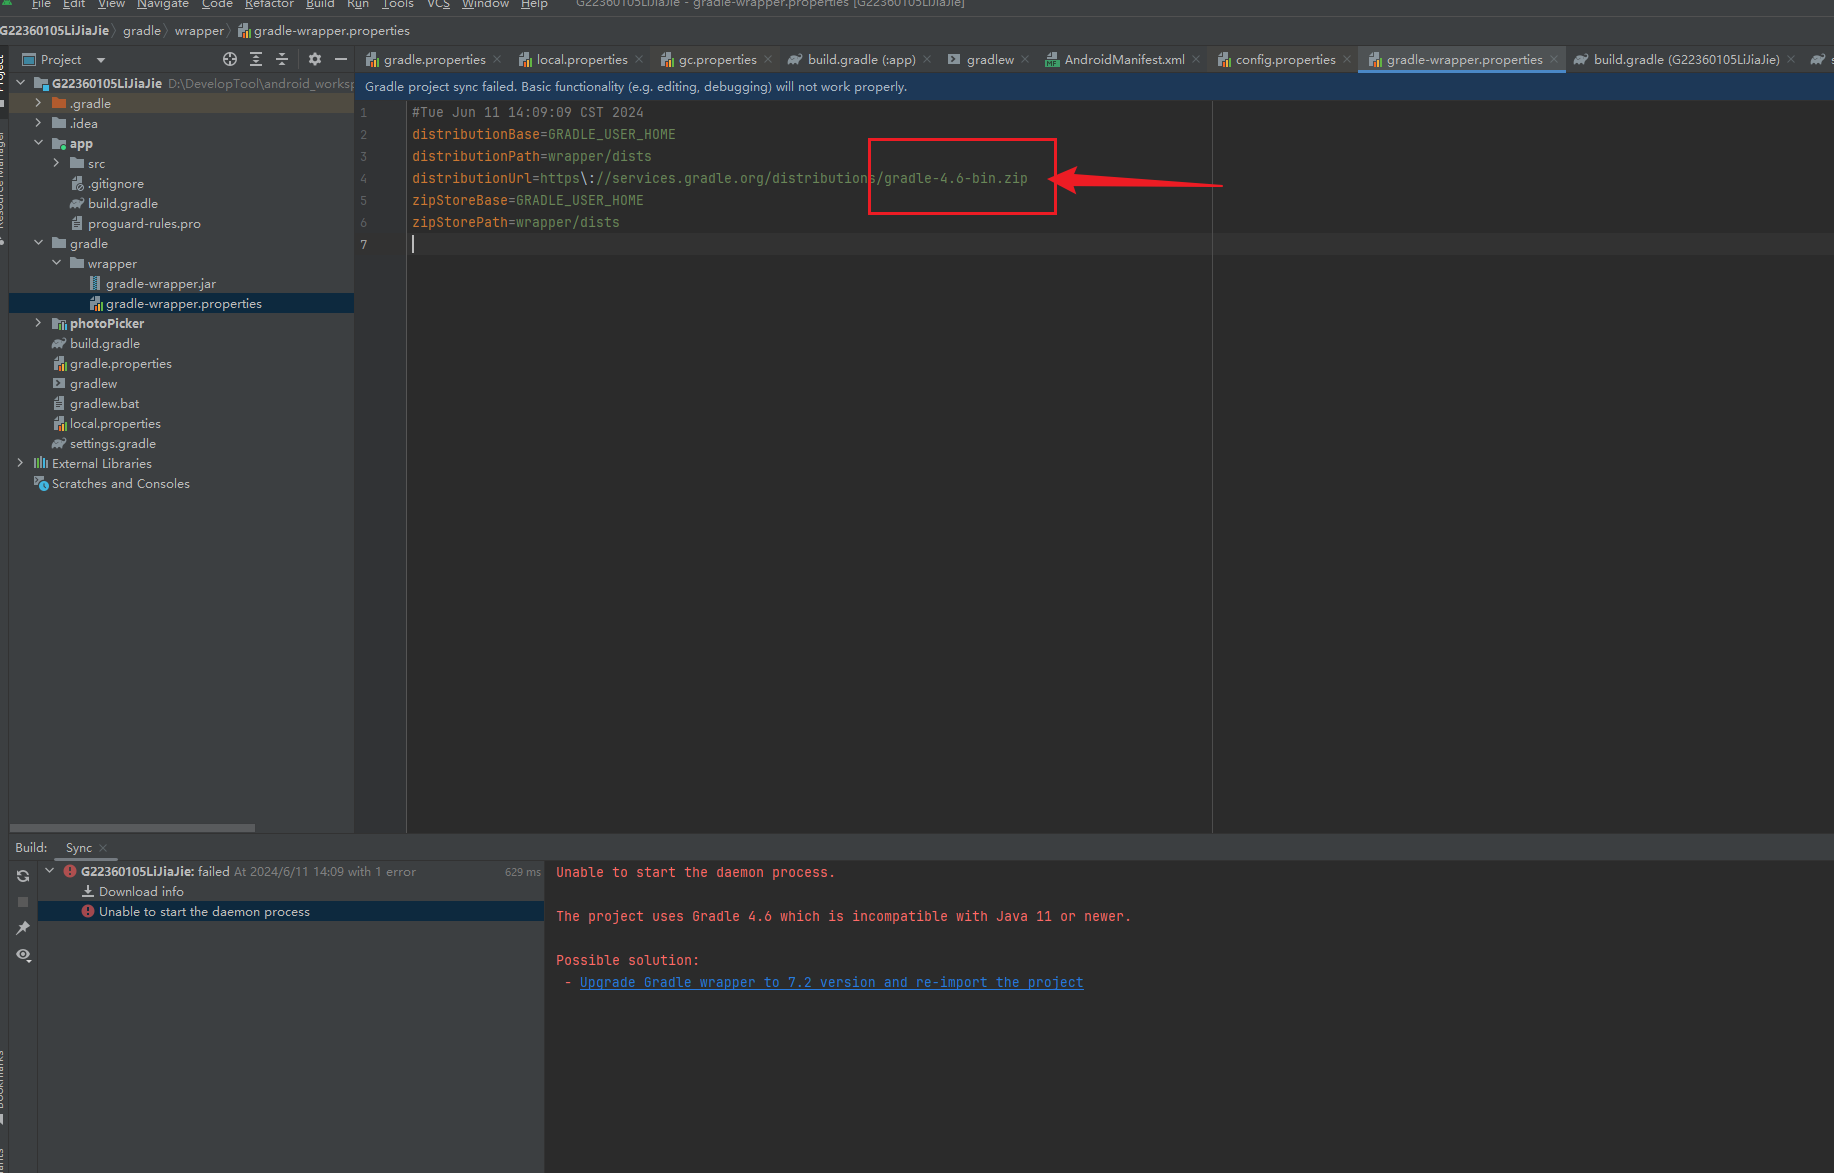 File Edit View Navigate Code Refactor Build Run Tools VCS Window Help G22360105LiJiaJie - gradle-wrapper.properties [G22360105LiJiaJie]
G22360105LiJiaJie gradle wrapper gradle-wrapper.properties
Project
gradle.properties local.properties gc.properties build.gradle (:app) gradlew AndroidManifest.xml config.properties gradle-wrapper.properties build.gradle (G22360105LiJiaJie)
Gradle project sync failed. Basic functionality (e.g. editing, debugging) will not work properly.
G22360105LiJiaJie D:\DevelopTool\android_worksp
.gradle
.idea
app
src
.gitignore
build.gradle
proguard-rules.pro
gradle
wrapper
gradle-wrapper.jar
gradle-wrapper.properties
photoPicker
build.gradle
gradle.properties
gradlew
gradlew.bat
local.properties
settings.gradle
External Libraries
Scratches and Consoles
1 #Tue Jun 11 14:09:09 CST 2024
2 distributionBase=GRADLE_USER_HOME
3 distributionPath=wrapper/dists
4 distributionUrl=https\://services.gradle.org/distributions/gradle-4.6-bin.zip
5 zipStoreBase=GRADLE_USER_HOME
6 zipStorePath=wrapper/dists
7
Build: Sync
G22360105LiJiaJie: failed At 2024/6/11 14:09 with 1 error 629 ms
Download info
Unable to start the daemon process
Unable to start the daemon process.
The project uses Gradle 4.6 which is incompatible with Java 11 or newer.
Possible solution:
- Upgrade Gradle wrapper to 7.2 version and re-import the project